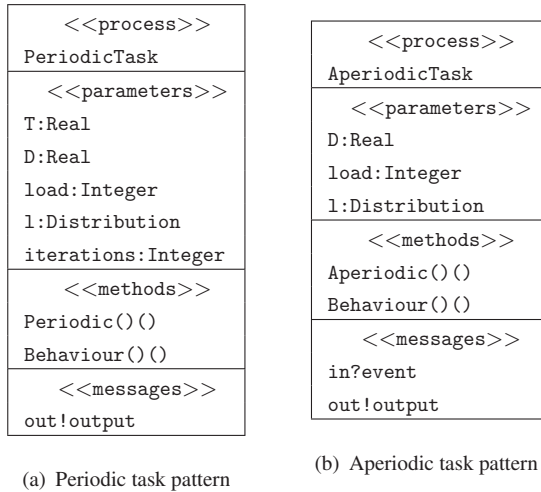 <<process>>
PeriodicTask
<<parameters>>
T:Real
D:Real
load:Integer
l:Distribution
iterations:Integer
<<methods>>
Periodic()()
Behaviour()()
<<messages>>
out!output
(a) Periodic task pattern
<<process>>
AperiodicTask
<<parameters>>
D:Real
load:Integer
l:Distribution
<<methods>>
Aperiodic()()
Behaviour()()
<<messages>>
in?event
out!output
(b) Aperiodic task pattern